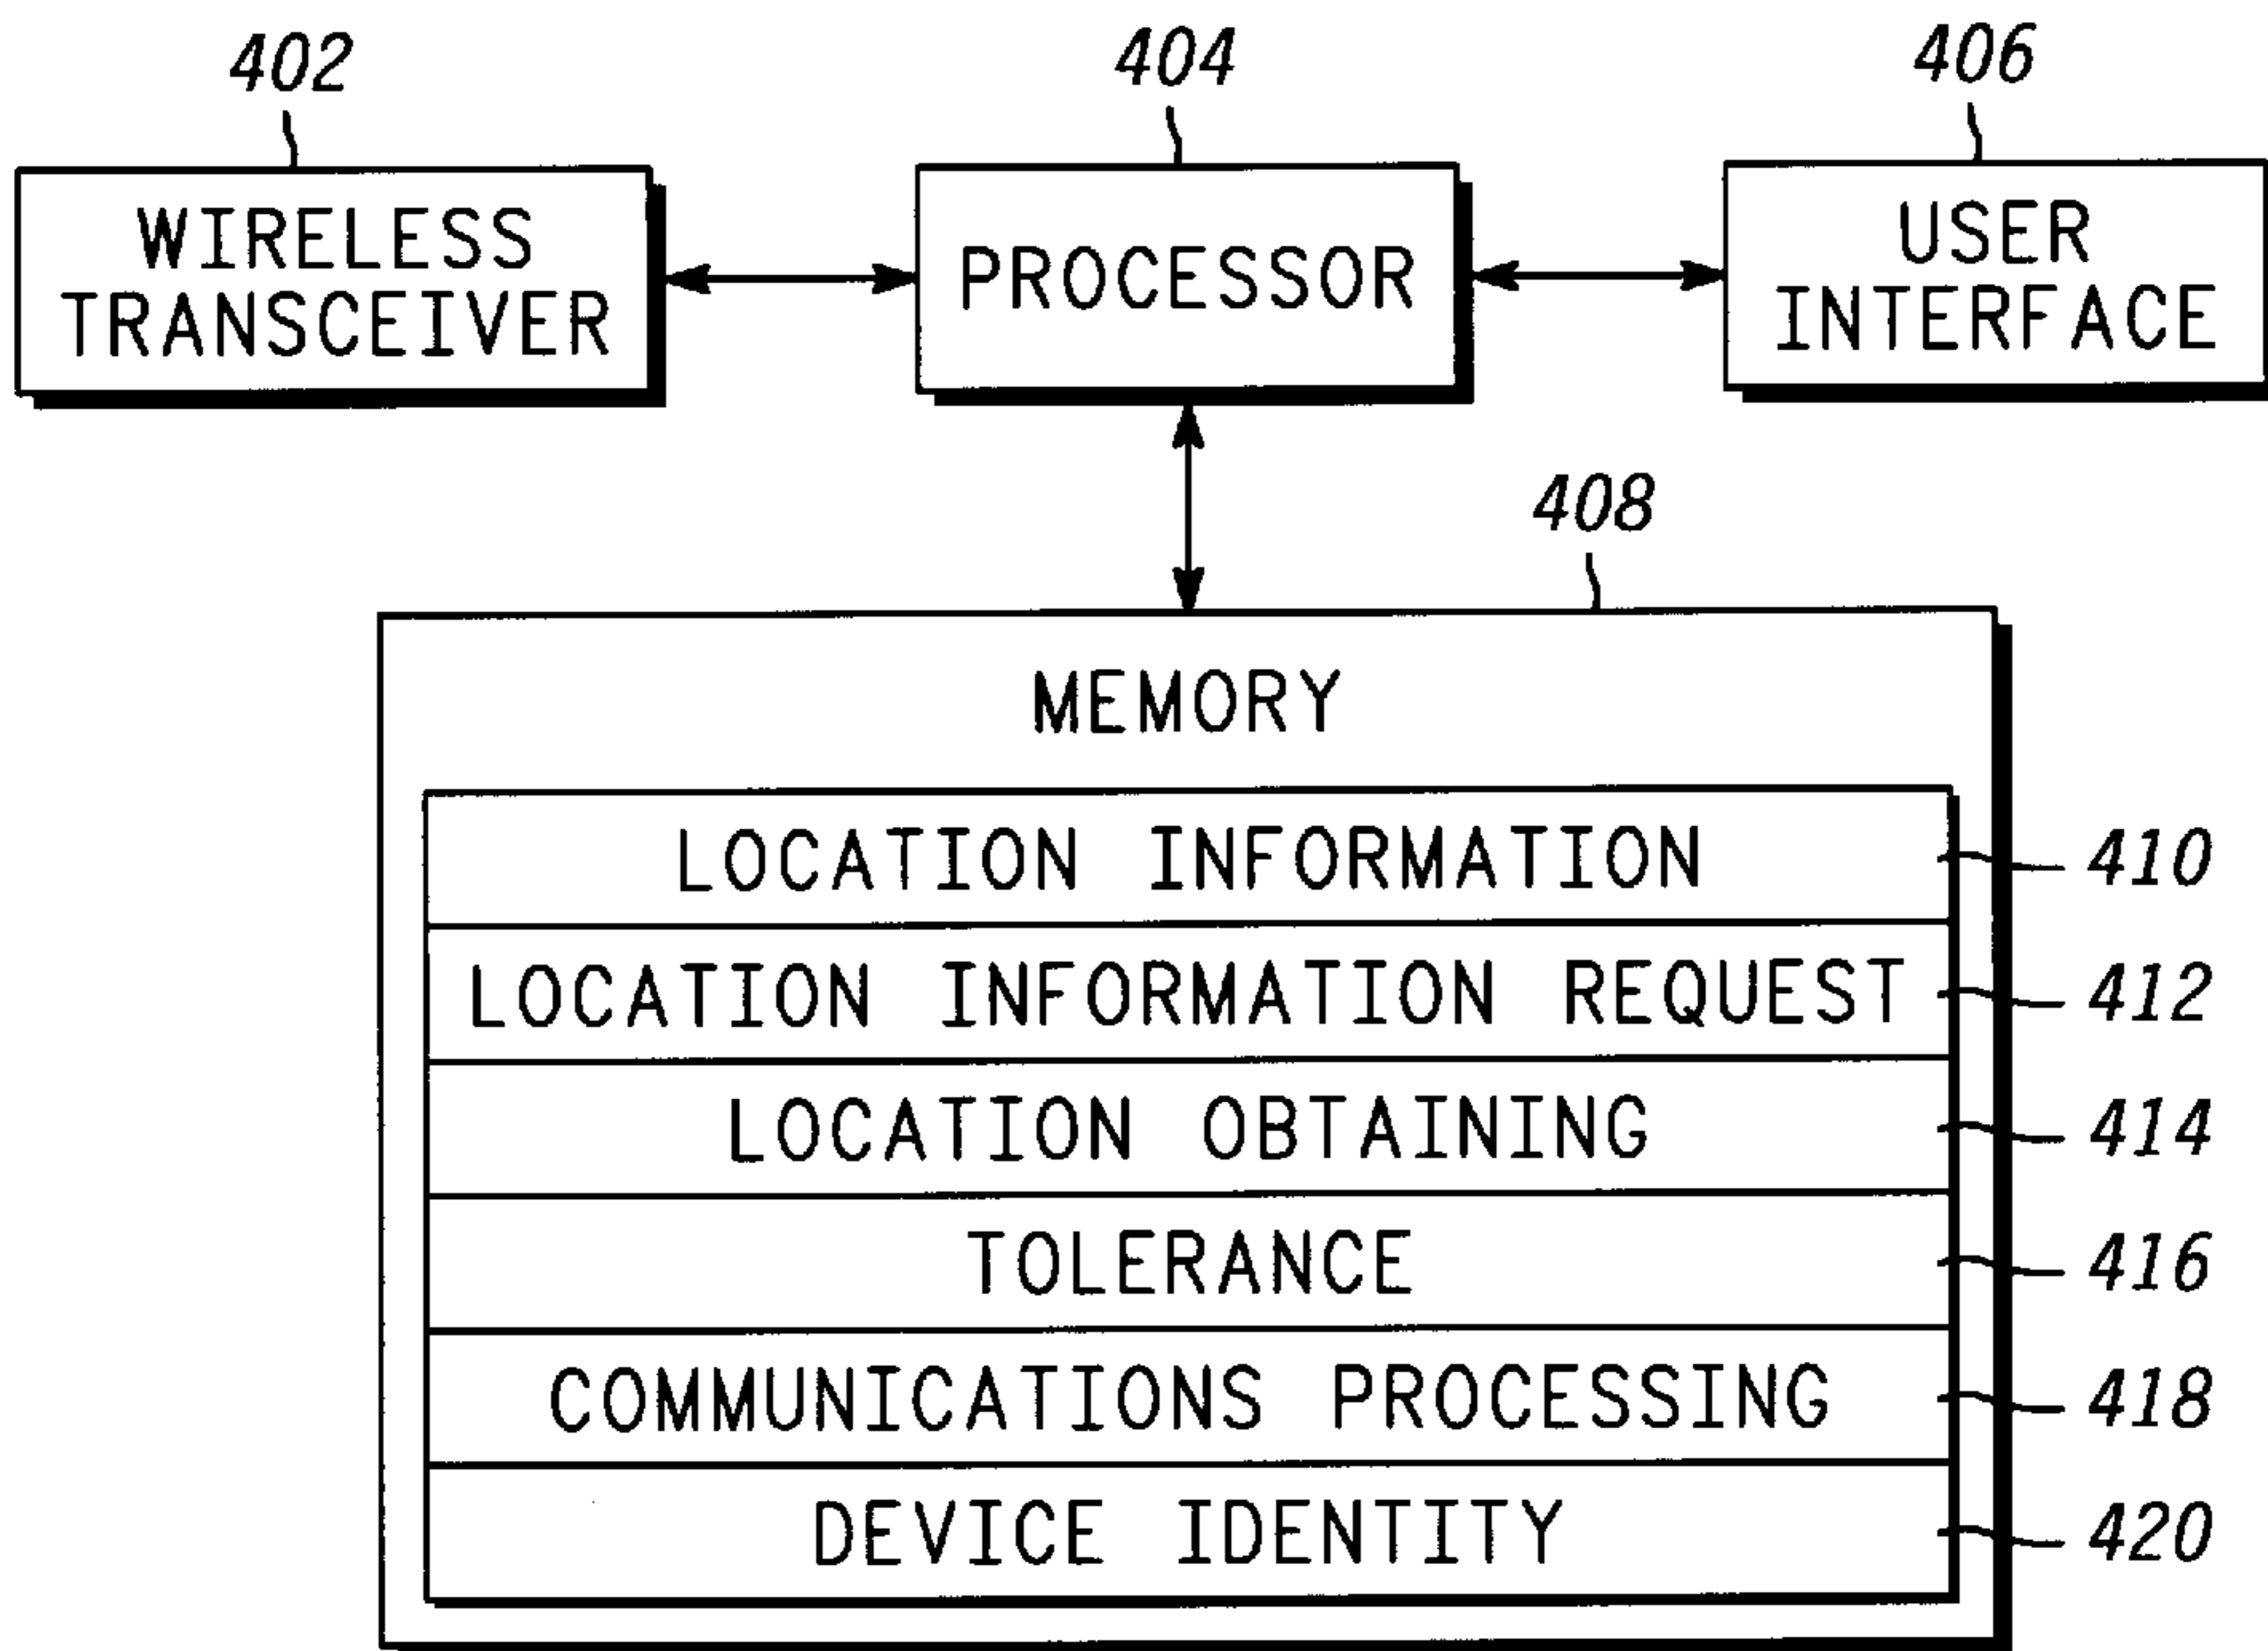 402
404
406
WIRELESS
TRANSCEIVER
PROCESSOR
USER
INTERFACE
408
MEMORY
LOCATION INFORMATION
410
LOCATION INFORMATION REQUEST
412
LOCATION OBTAINING
414
TOLERANCE
416
COMMUNICATIONS PROCESSING
418
DEVICE IDENTITY
420